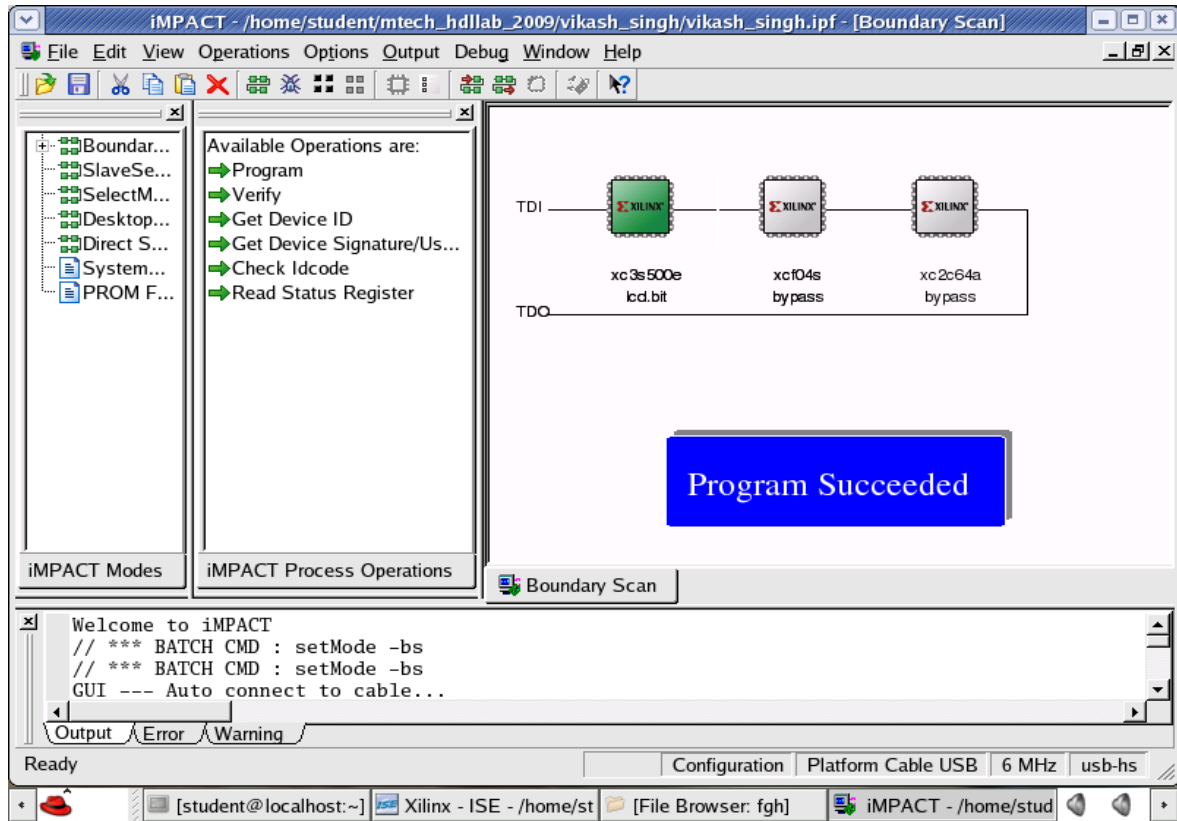 iMPACT - /home/student/mtech_hdllab_2009/vikash_singh/vikash_singh.ipf - [Boundary Scan]
File Edit View Operations Options Output Debug Window Help
Boundar...
SlaveSe...
SelectM...
Desktop...
Direct S...
System...
PROM F...
iMPACT Modes
Available Operations are:
Program
Verify
Get Device ID
Get Device Signature/Us...
Check Idcode
Read Status Register
iMPACT Process Operations
TDI
XILINX
XILINX
XILINX
xc3s500e
lcd.bit
xcf04s
bypass
xc2c64a
bypass
TDO
Program Succeeded
Boundary Scan
Welcome to iMPACT
// *** BATCH CMD : setMode -bs
// *** BATCH CMD : setMode -bs
GUI --- Auto connect to cable...
Output Error Warning
Ready Configuration Platform Cable USB 6 MHz usb-hs
[student@localhost:~] ISE Xilinx - ISE - /home/st [File Browser: fgh] iMPACT - /home/stud